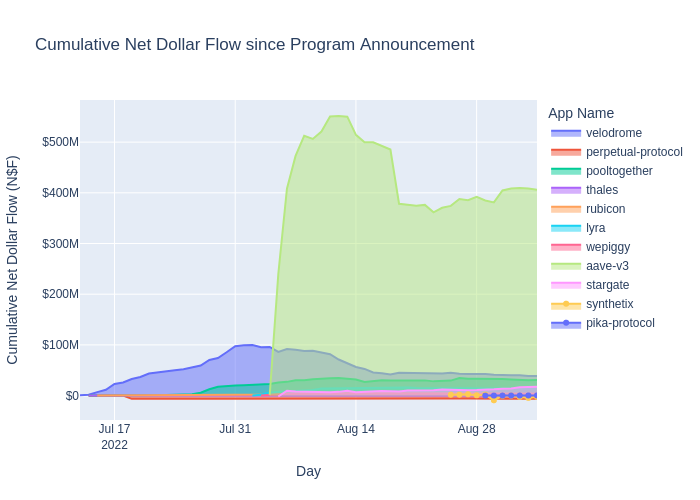 Cumulative Net Dollar Flow since Program Announcement
Cumulative Net Dollar Flow (N$F)
$500M
$400M
$300M
$200M
$100M
$0
Jul 17
2022
Jul 31
Aug 14
Aug 28
Day
App Name
velodrome
perpetual-protocol
pooltogether
thales
rubicon
lyra
wepiggy
aave-v3
stargate
synthetix
pika-protocol